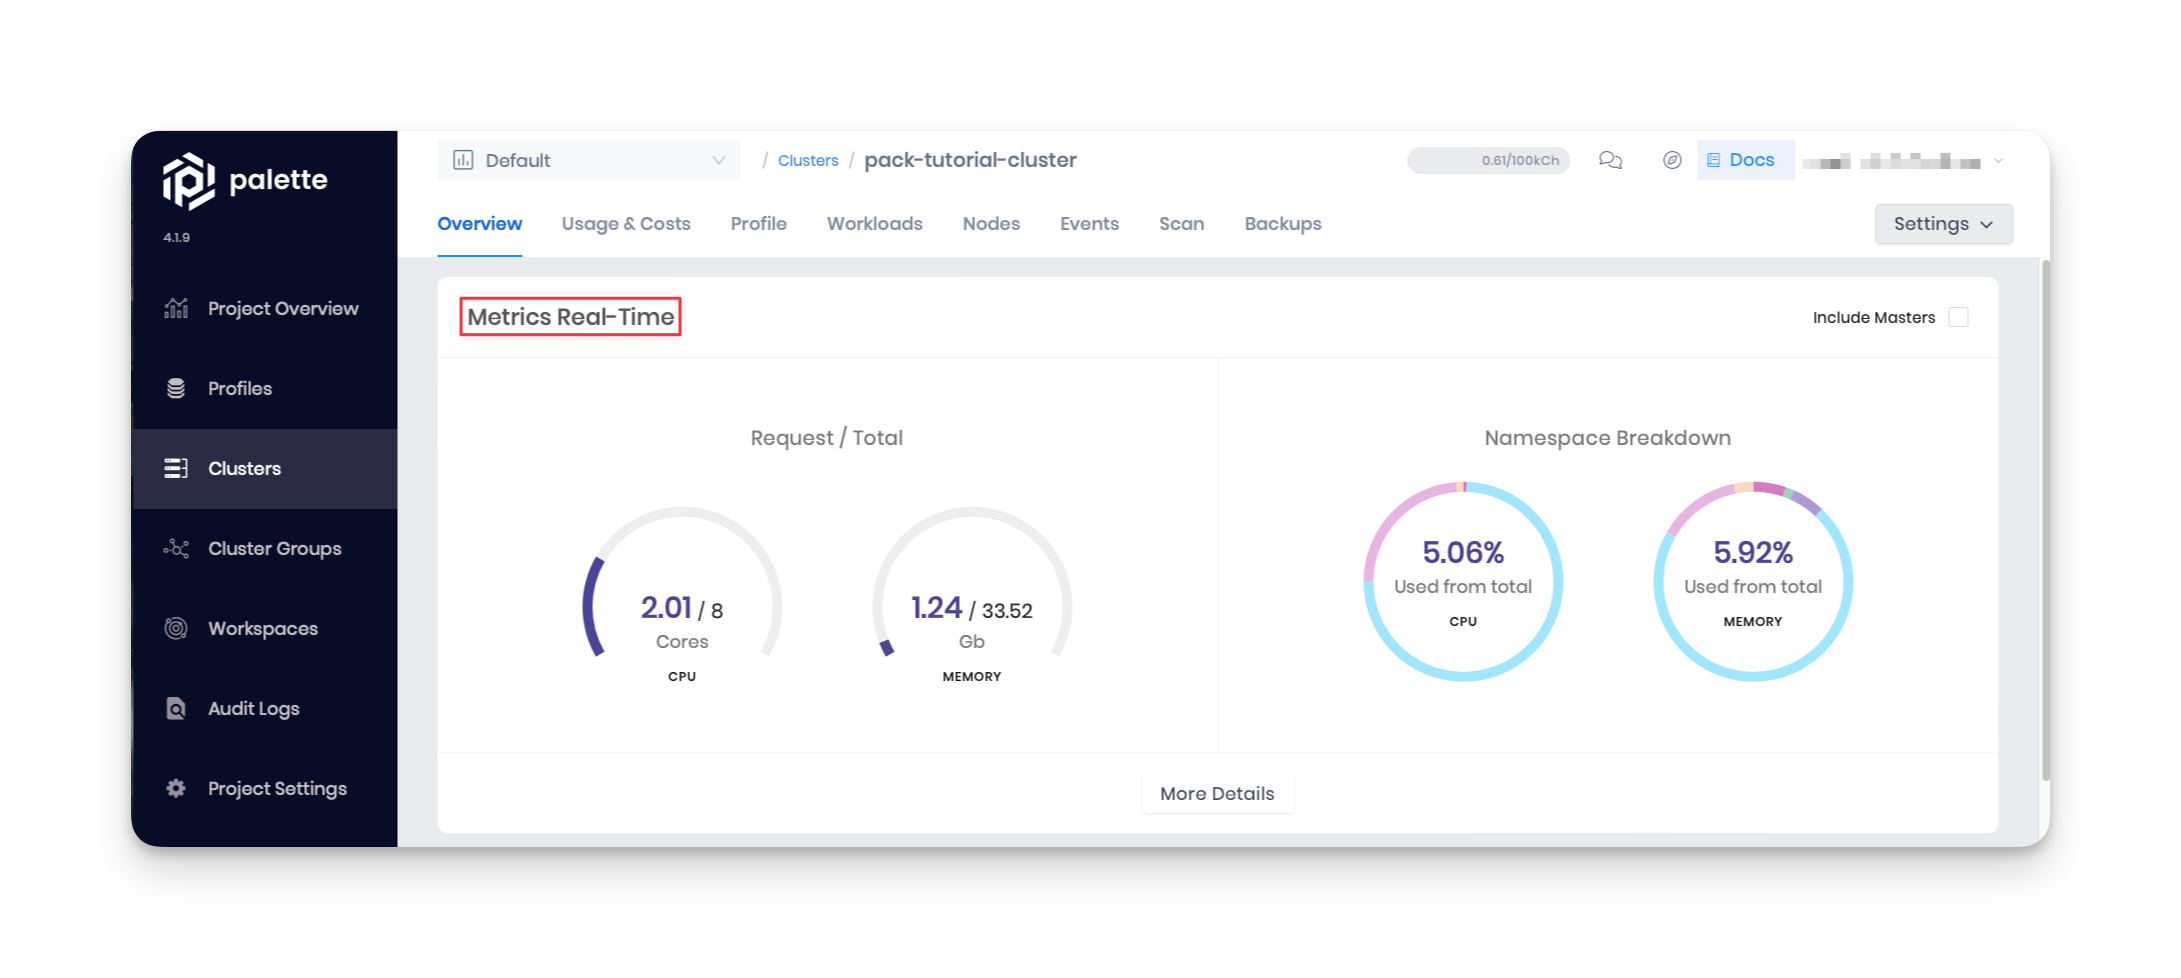 palette
4.1.9
Project Overview
Profiles
Clusters
Cluster Groups
Workspaces
Audit Logs
Project Settings
Default
/ Clusters / pack-tutorial-cluster
0.61/100kCh
Docs
Overview
Usage & Costs
Profile
Workloads
Nodes
Events
Scan
Backups
Settings
Metrics Real-Time
Include Masters
Request / Total
2.01 / 8
Cores
CPU
1.24 / 33.52
Gb
MEMORY
Namespace Breakdown
5.06%
Used from total
CPU
5.92%
Used from total
MEMORY
More Details